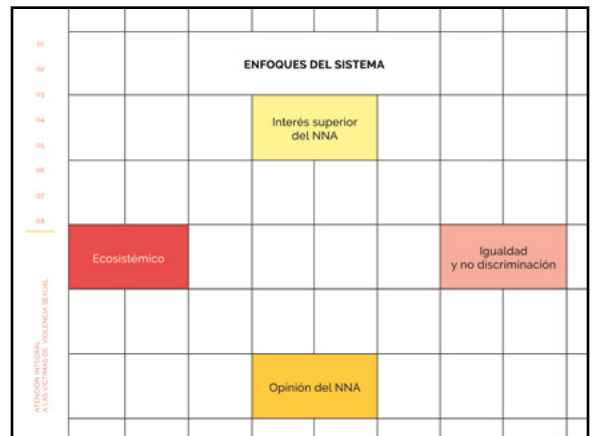 01
02
03
04
05
06
07
08
ATENCIÓN INTEGRAL
A LAS VÍCTIMAS DE VIOLENCIA SEXUAL
ENFOQUES DEL SISTEMA
Interés superior
del NNA
Ecosistémico
Igualdad
y no discriminación
Opinión del NNA